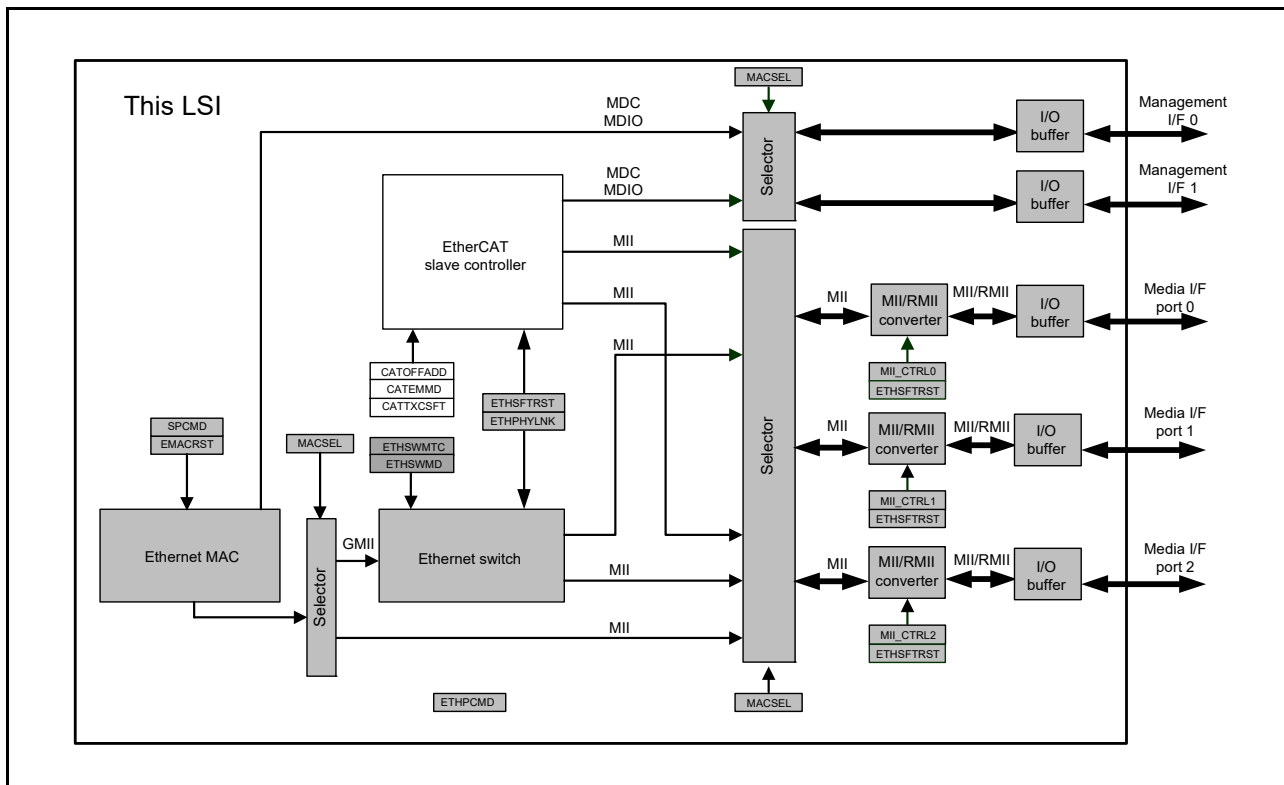 This LSI
MACSEL
MDC
MDIO
Selector
I/O
buffer
Management
I/F 0
MDC
MDIO
I/O
buffer
Management
I/F 1
EtherCAT
slave controller
MII
MII
Selector
MII
MII/RMII
converter
MII/RMII
I/O
buffer
Media I/F
port 0
MII_CTRL0
ETHSFTRST
MII
CATOFFADD
CATEMMD
CATTXCSFT
ETHSFTRST
ETHPHYLNK
SPCMD
EMACRST
MACSEL
ETHSWMTC
ETHSWMD
MII
MII/RMII
converter
MII/RMII
I/O
buffer
Media I/F
port 1
MII_CTRL1
ETHSFTRST
Ethernet MAC
Selector
GMII
Ethernet switch
MII
MII
MII
MII/RMII
converter
MII/RMII
I/O
buffer
Media I/F
port 2
MII_CTRL2
ETHSFTRST
ETHPCMD
MACSEL